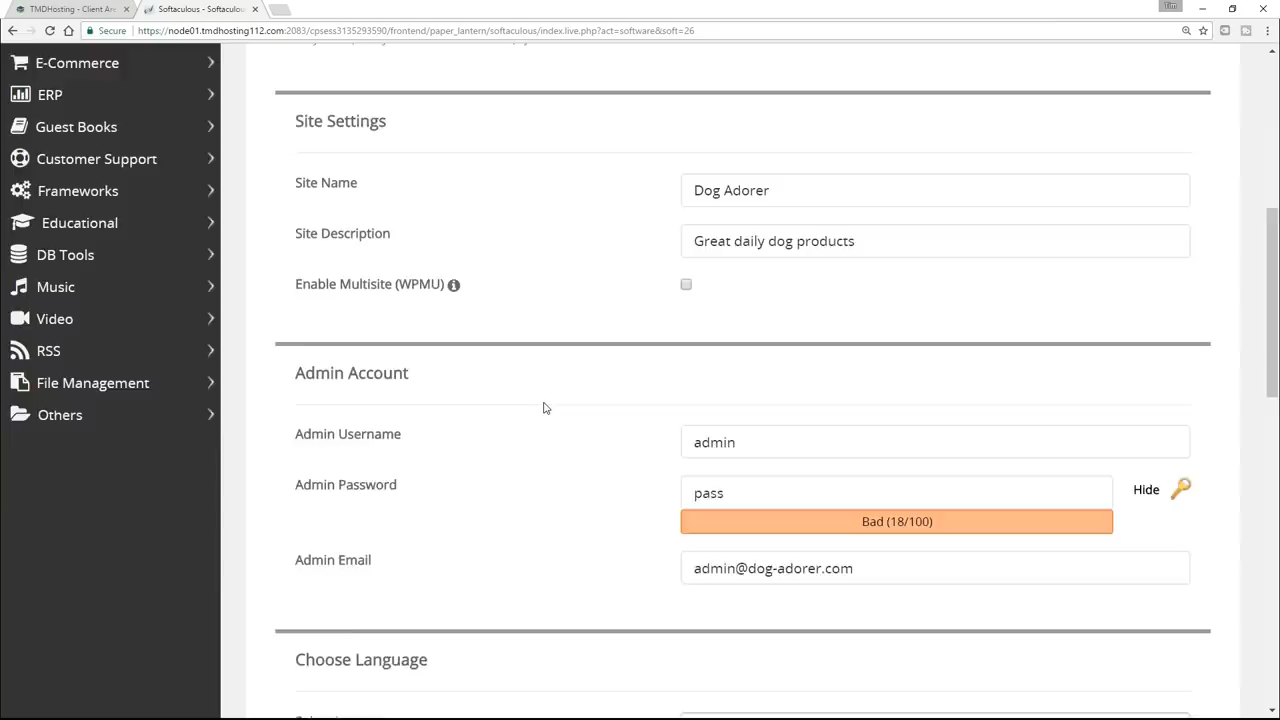 TMDHosting - Client Are
Softaculous - Softaculou
Secure
https://node01.tmdhosting112.com:2083/cpsess3135293590/frontend/paper_lantern/softaculous/index.live.php?act=software&soft=26
E-Commerce
ERP
Guest Books
Customer Support
Frameworks
Educational
DB Tools
Music
Video
RSS
File Management
Others
Site Settings
Site Name
Dog Adorer
Site Description
Great daily dog products
Enable Multisite (WPMU)
Admin Account
Admin Username
admin
Admin Password
pass
Hide
Bad (18/100)
Admin Email
admin@dog-adorer.com
Choose Language